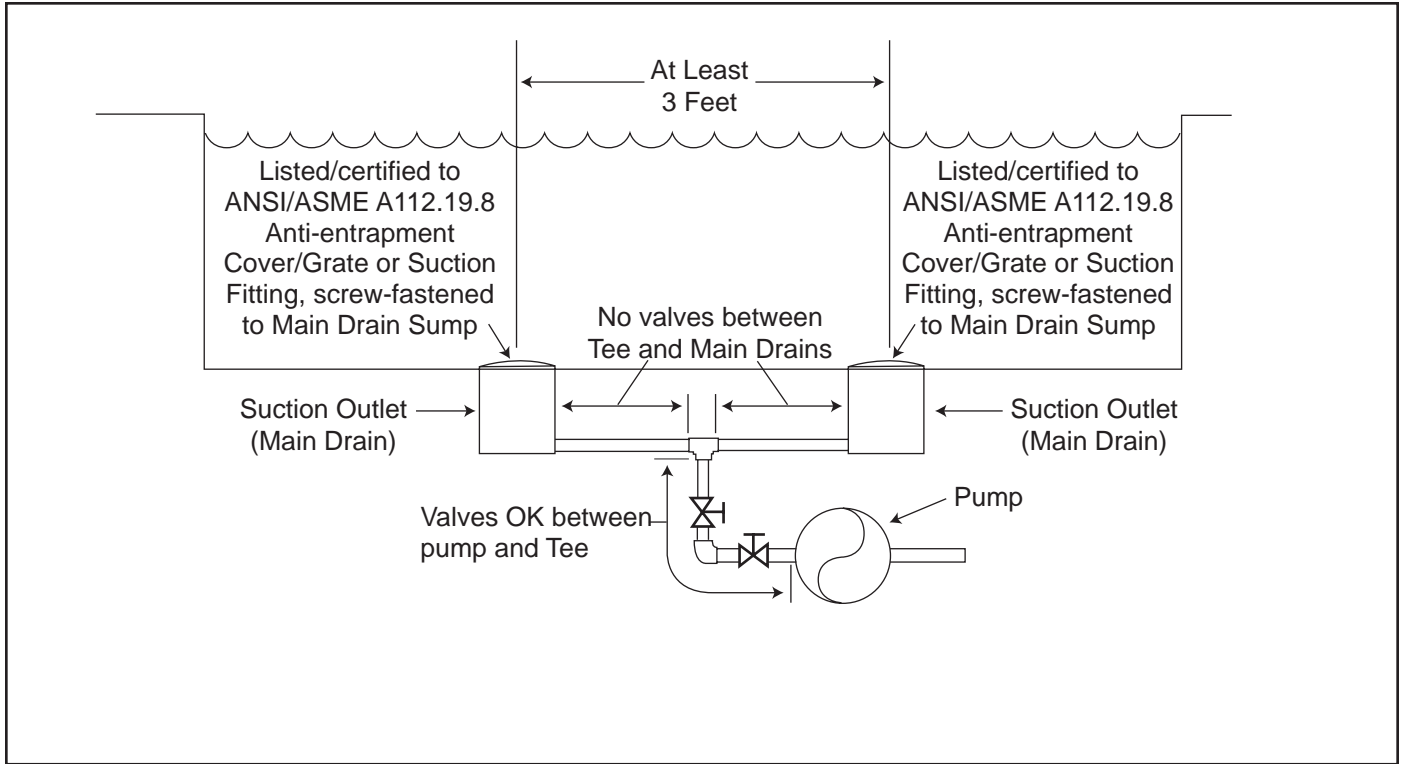 At Least
3 Feet
Listed/certified to
ANSI/ASME A112.19.8
Anti-entrapment
Cover/Grate or Suction
Fitting, screw-fastened
to Main Drain Sump
Listed/certified to
ANSI/ASME A112.19.8
Anti-entrapment
Cover/Grate or Suction
Fitting, screw-fastened
to Main Drain Sump
No valves between
Tee and Main Drains
Suction Outlet
(Main Drain)
Suction Outlet
(Main Drain)
Valves OK between
pump and Tee
Pump